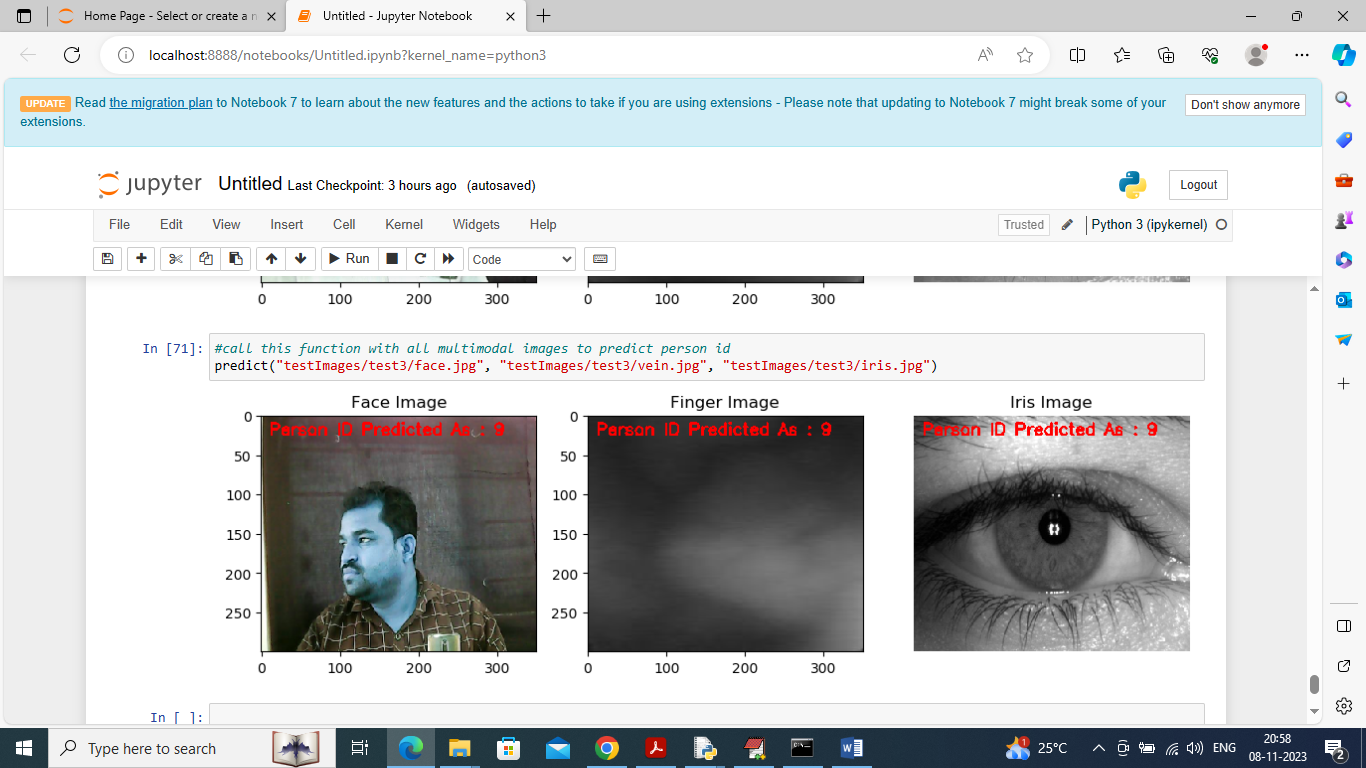 Home Page - Select or create a n
Untitled - Jupyter Notebook
localhost:8888/notebooks/Untitled.ipynb?kernel_name=python3
UPDATE Read the migration plan to Notebook 7 to learn about the new features and the actions to take if you are using extensions - Please note that updating to Notebook 7 might break some of your
extensions.
Don't show anymore
jupyter Untitled Last Checkpoint: 3 hours ago (autosaved)
Logout
File Edit View Insert Cell Kernel Widgets Help
Trusted Python 3 (ipykernel)
Run Code
0 100 200 300 0 100 200 300
In [71]: #call this function with all multimodal images to predict person id
predict("testImages/test3/face.jpg", "testImages/test3/vein.jpg", "testImages/test3/iris.jpg")
Face Image Finger Image Iris Image
Person ID Predicted As : 9
Person ID Predicted As : 9
Person ID Predicted As : 9
0 0
50 50
100 100
150 150
200 200
250 250
0 100 200 300 0 100 200 300
In [ ]:
Type here to search
1
25°C
ENG
20:58
08-11-2023
2